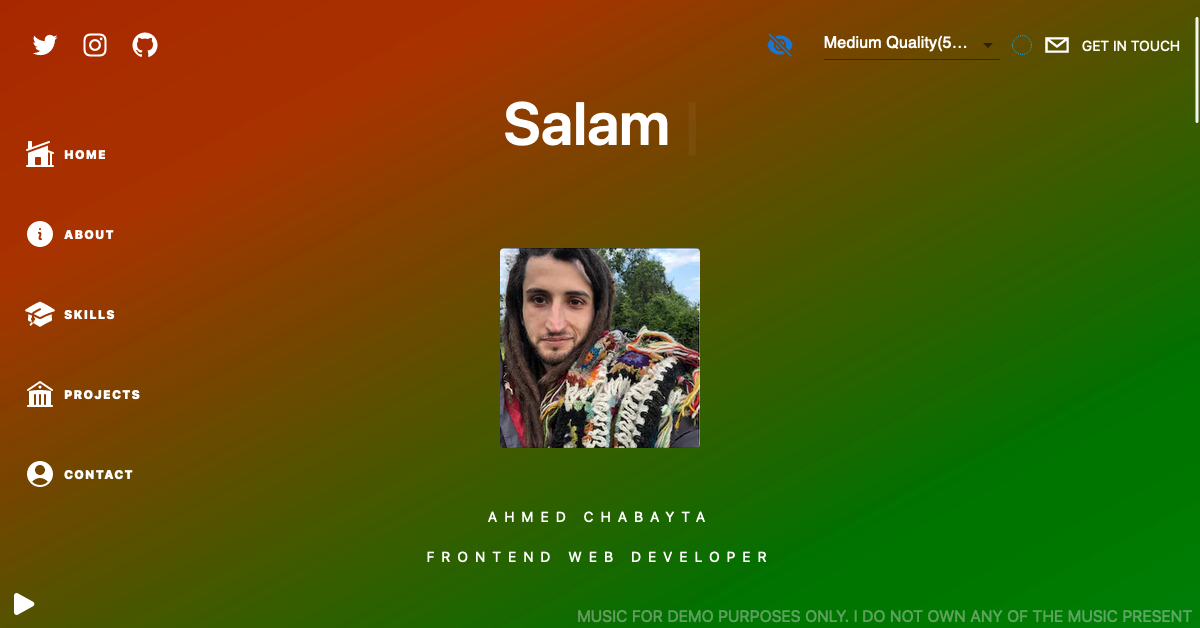 Medium Quality(5...
GET IN TOUCH
Salam
HOME
ABOUT
SKILLS
PROJECTS
CONTACT
AHMED CHABAYTA
FRONTEND WEB DEVELOPER
MUSIC FOR DEMO PURPOSES ONLY. I DO NOT OWN ANY OF THE MUSIC PRESENT